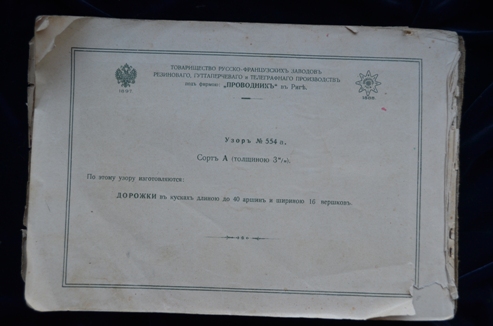 ТОВАРИЩЕСТВО РУССКО-ФРАНЦУЗСКИХЪ ЗАВОДОВЪ
РЕЗИНОВАГО, ГУТТАПЕРЧЕВАГО и ТЕЛЕГРАФНАГО ПРОИЗВОДСТВЪ
подъ фирмою: „ПРОВОДНИКЪ“ въ Ригѣ.
Узоръ № 554 а,
Сортъ А (толщиною 3 м/м).
По этому узору изготовляются:
ДОРОЖКИ въ кускахъ длиною до 40 аршинъ и шириною 16 вершковъ.